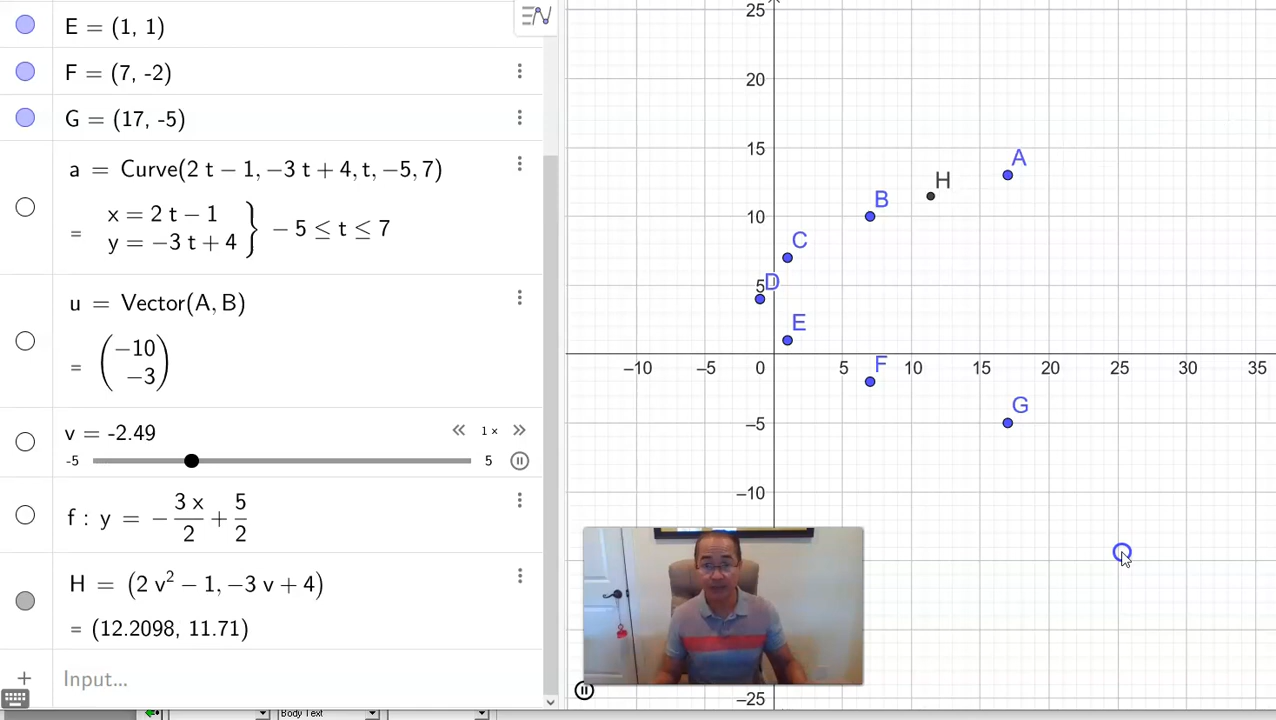 E = (1, 1)
F = (7, -2)
G = (17, -5)
a = Curve(2 t − 1, −3 t + 4, t, −5, 7)
x = 2 t − 1
= y = −3 t + 4 } − 5 ≤ t ≤ 7
u = Vector(A, B)
= (−10
−3)
v = -2.49
1 ×
-5
5
f : y = − 3 x / 2 + 5 / 2
H = (2 v² − 1, −3 v + 4)
= (12.2098, 11.71)
+ Input...
25
20
15
A
H
B
10
C
D
5
E
−10 −5 0 5 10 15 20 25 30 35
F
G
−5
−10
−25
Body Text